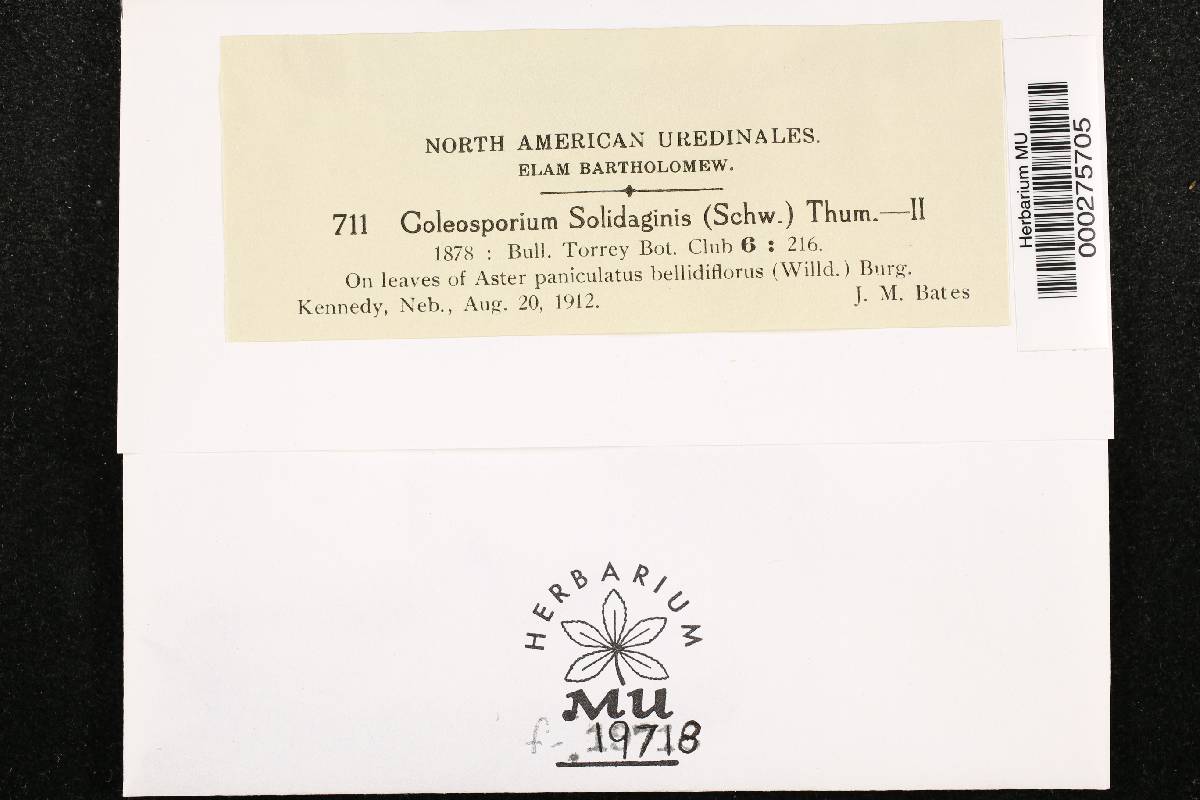 NORTH AMERICAN UREDINALES.
ELAM BARTHOLOMEW.
711 Coleosporium Solidaginis (Schw.) Thum.—II
1878 : Bull. Torrey Bot. Club 6 : 216.
On leaves of Aster paniculatus bellidiflorus (Willd.) Burg.
Kennedy, Neb., Aug. 20, 1912. J. M. Bates
Herbarium MU
000275705
HERBARIUM
MU
f-. 19718